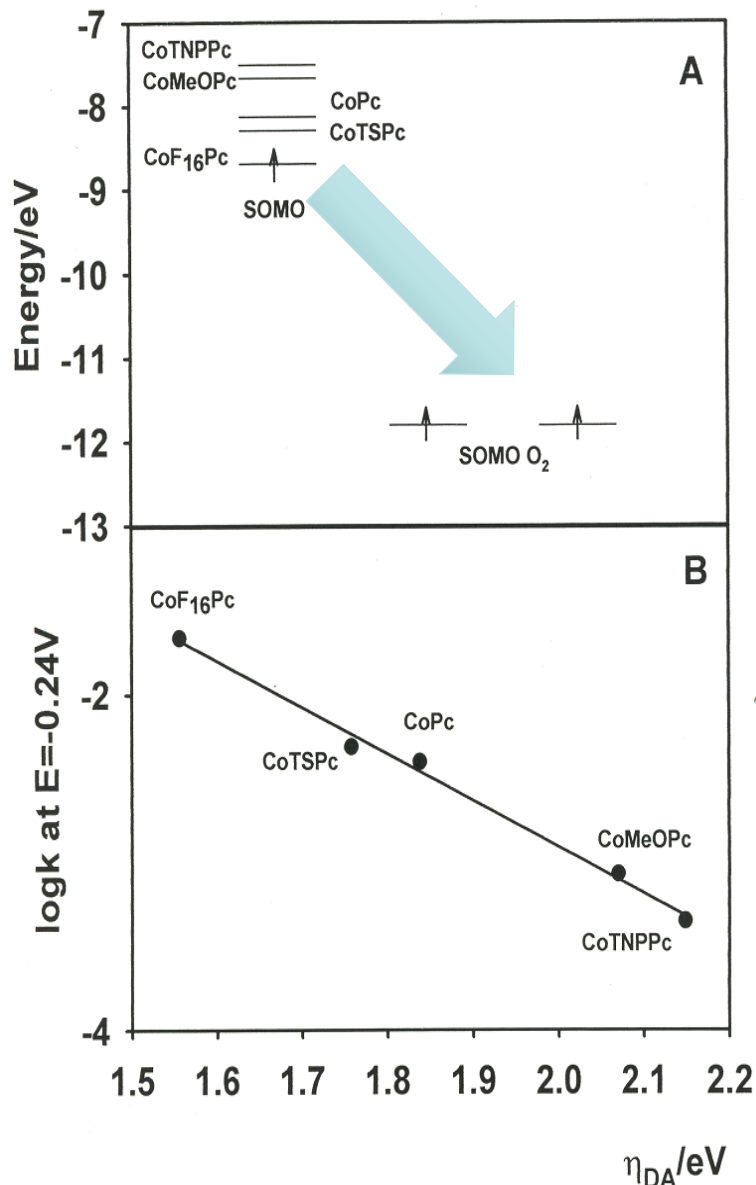 -7
CoTNPPc
A
CoMeOPc
-8
CoPc
CoTSPc
CoF16Pc
-9
SOMO
-10
Energy/eV
-11
-12
SOMO O2
-13
B
CoF16Pc
-2
CoPc
CoTSPc
logk at E=-0.24V
CoMeOPc
CoTNPPc
-4
1.5 1.6 1.7 1.8 1.9 2.0 2.1 2.2
ηDA/eV